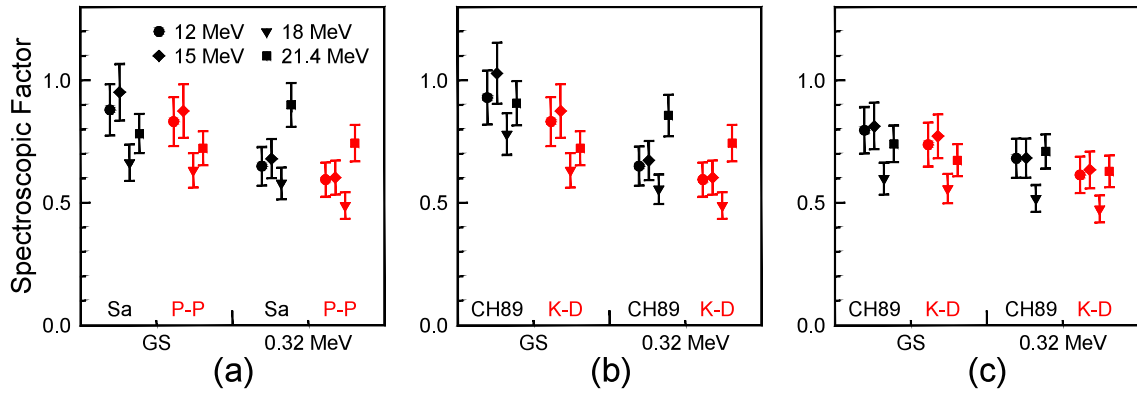 Spectroscopic Factor
1.0
0.5
0.0
12 MeV
18 MeV
15 MeV
21.4 MeV
Sa
P-P
Sa
P-P
GS
0.32 MeV
(a)
1.0
0.5
0.0
CH89
K-D
CH89
K-D
GS
0.32 MeV
(b)
1.0
0.5
0.0
CH89
K-D
CH89
K-D
GS
0.32 MeV
(c)